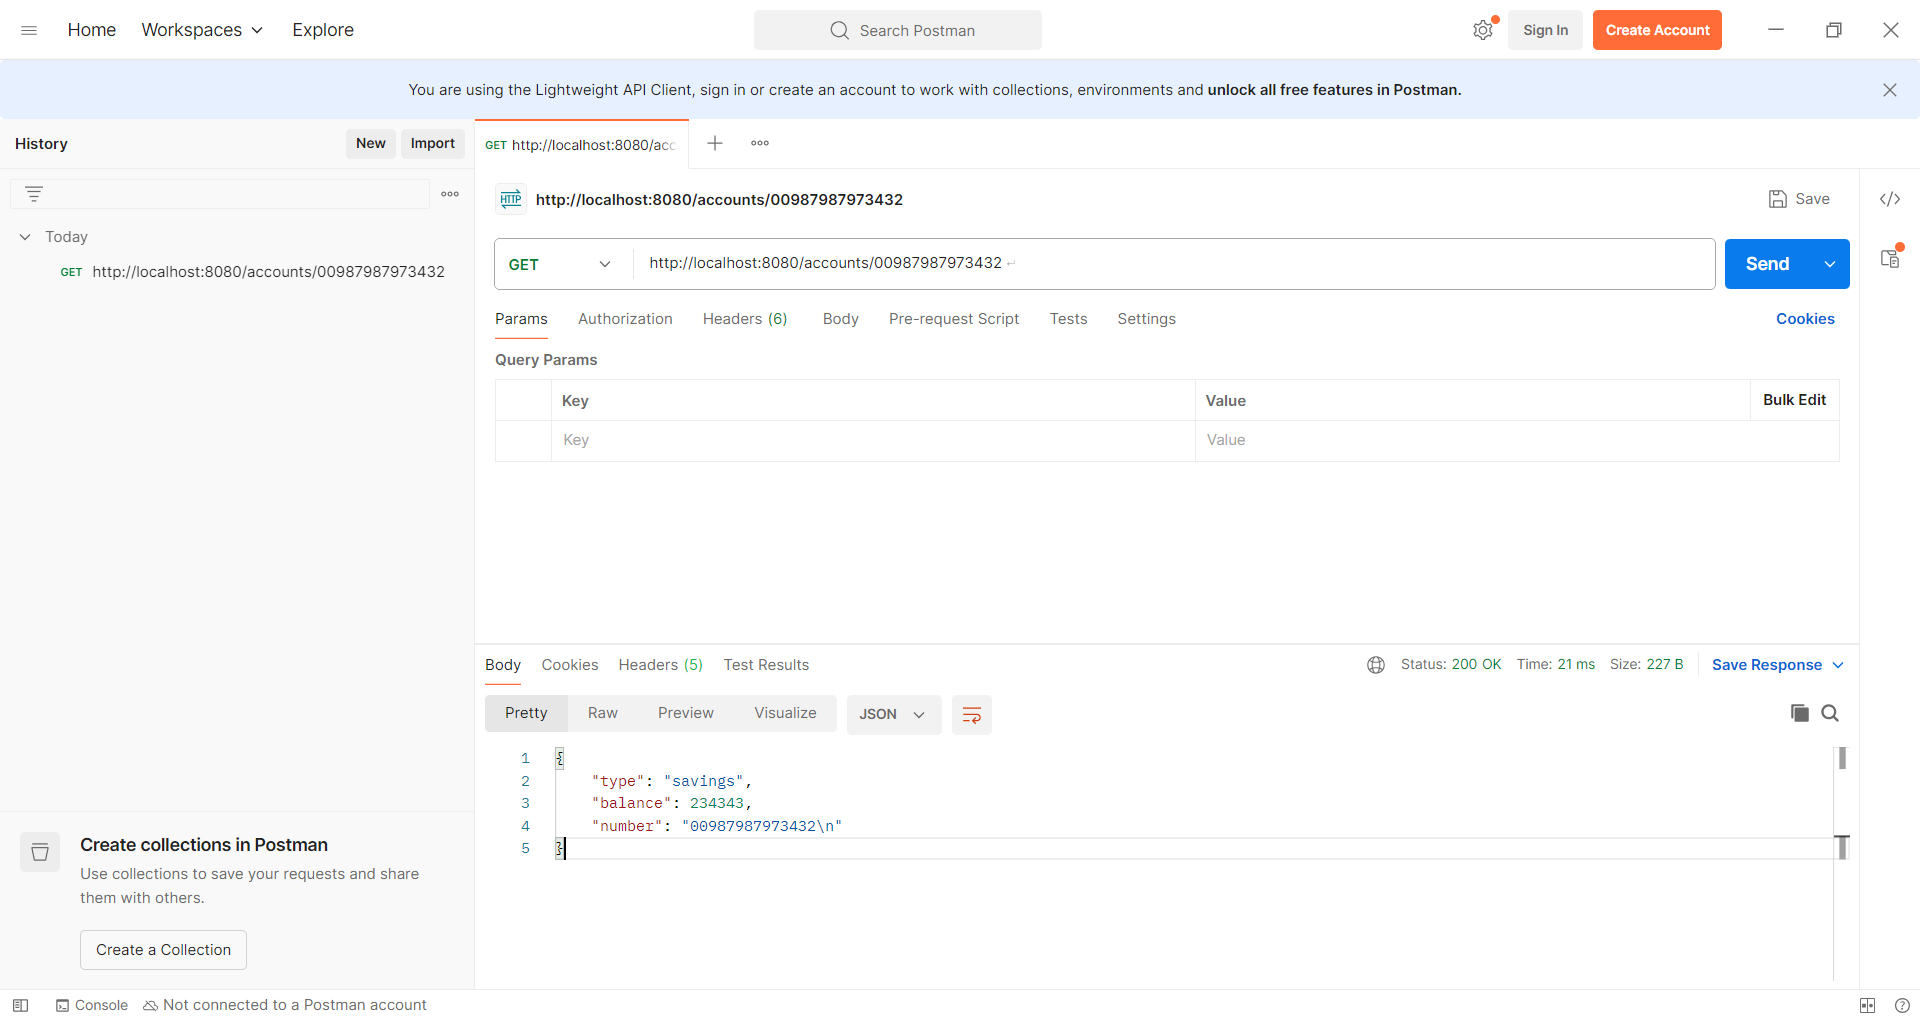 Home
Workspaces
Explore
Search Postman
Sign In
Create Account
You are using the Lightweight API Client, sign in or create an account to work with collections, environments and unlock all free features in Postman.
History
New
Import
GET http://localhost:8080/acc
Today
GET http://localhost:8080/accounts/00987987973432
HTTP
http://localhost:8080/accounts/00987987973432
Save
GET
http://localhost:8080/accounts/00987987973432
Send
Params
Authorization
Headers (6)
Body
Pre-request Script
Tests
Settings
Cookies
Query Params
Key
Value
Bulk Edit
Key
Value
Body
Cookies
Headers (5)
Test Results
Status: 200 OK
Time: 21 ms
Size: 227 B
Save Response
Pretty
Raw
Preview
Visualize
JSON
1 {
2 "type": "savings",
3 "balance": 234343,
4 "number": "00987987973432\n"
5 }
Create collections in Postman
Use collections to save your requests and share
them with others.
Create a Collection
Console
Not connected to a Postman account